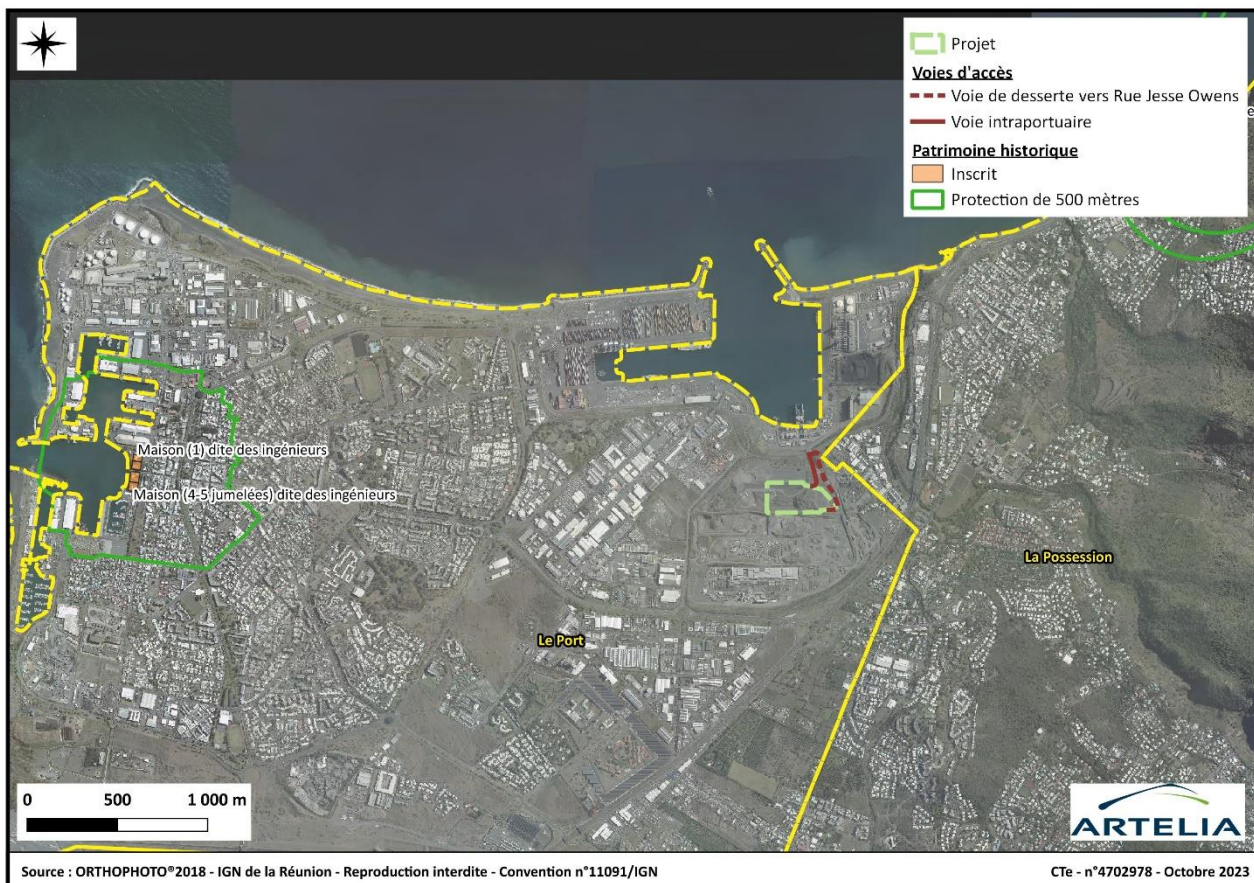 Projet
Voies d'accès
Voie de desserte vers Rue Jesse Owens
Voie intraportuaire
Patrimoine historique
Inscrit
Protection de 500 mètres
e
Maison (1) dite des ingénieurs
Maison (4-5 jumelées) dite des ingénieurs
La Possession
Le Port
0 500 1 000 m
ARTELIA
Source : ORTHOPHOTO®2018 - IGN de la Réunion - Reproduction interdite - Convention n°11091/IGN
CTe - n°4702978 - Octobre 2023